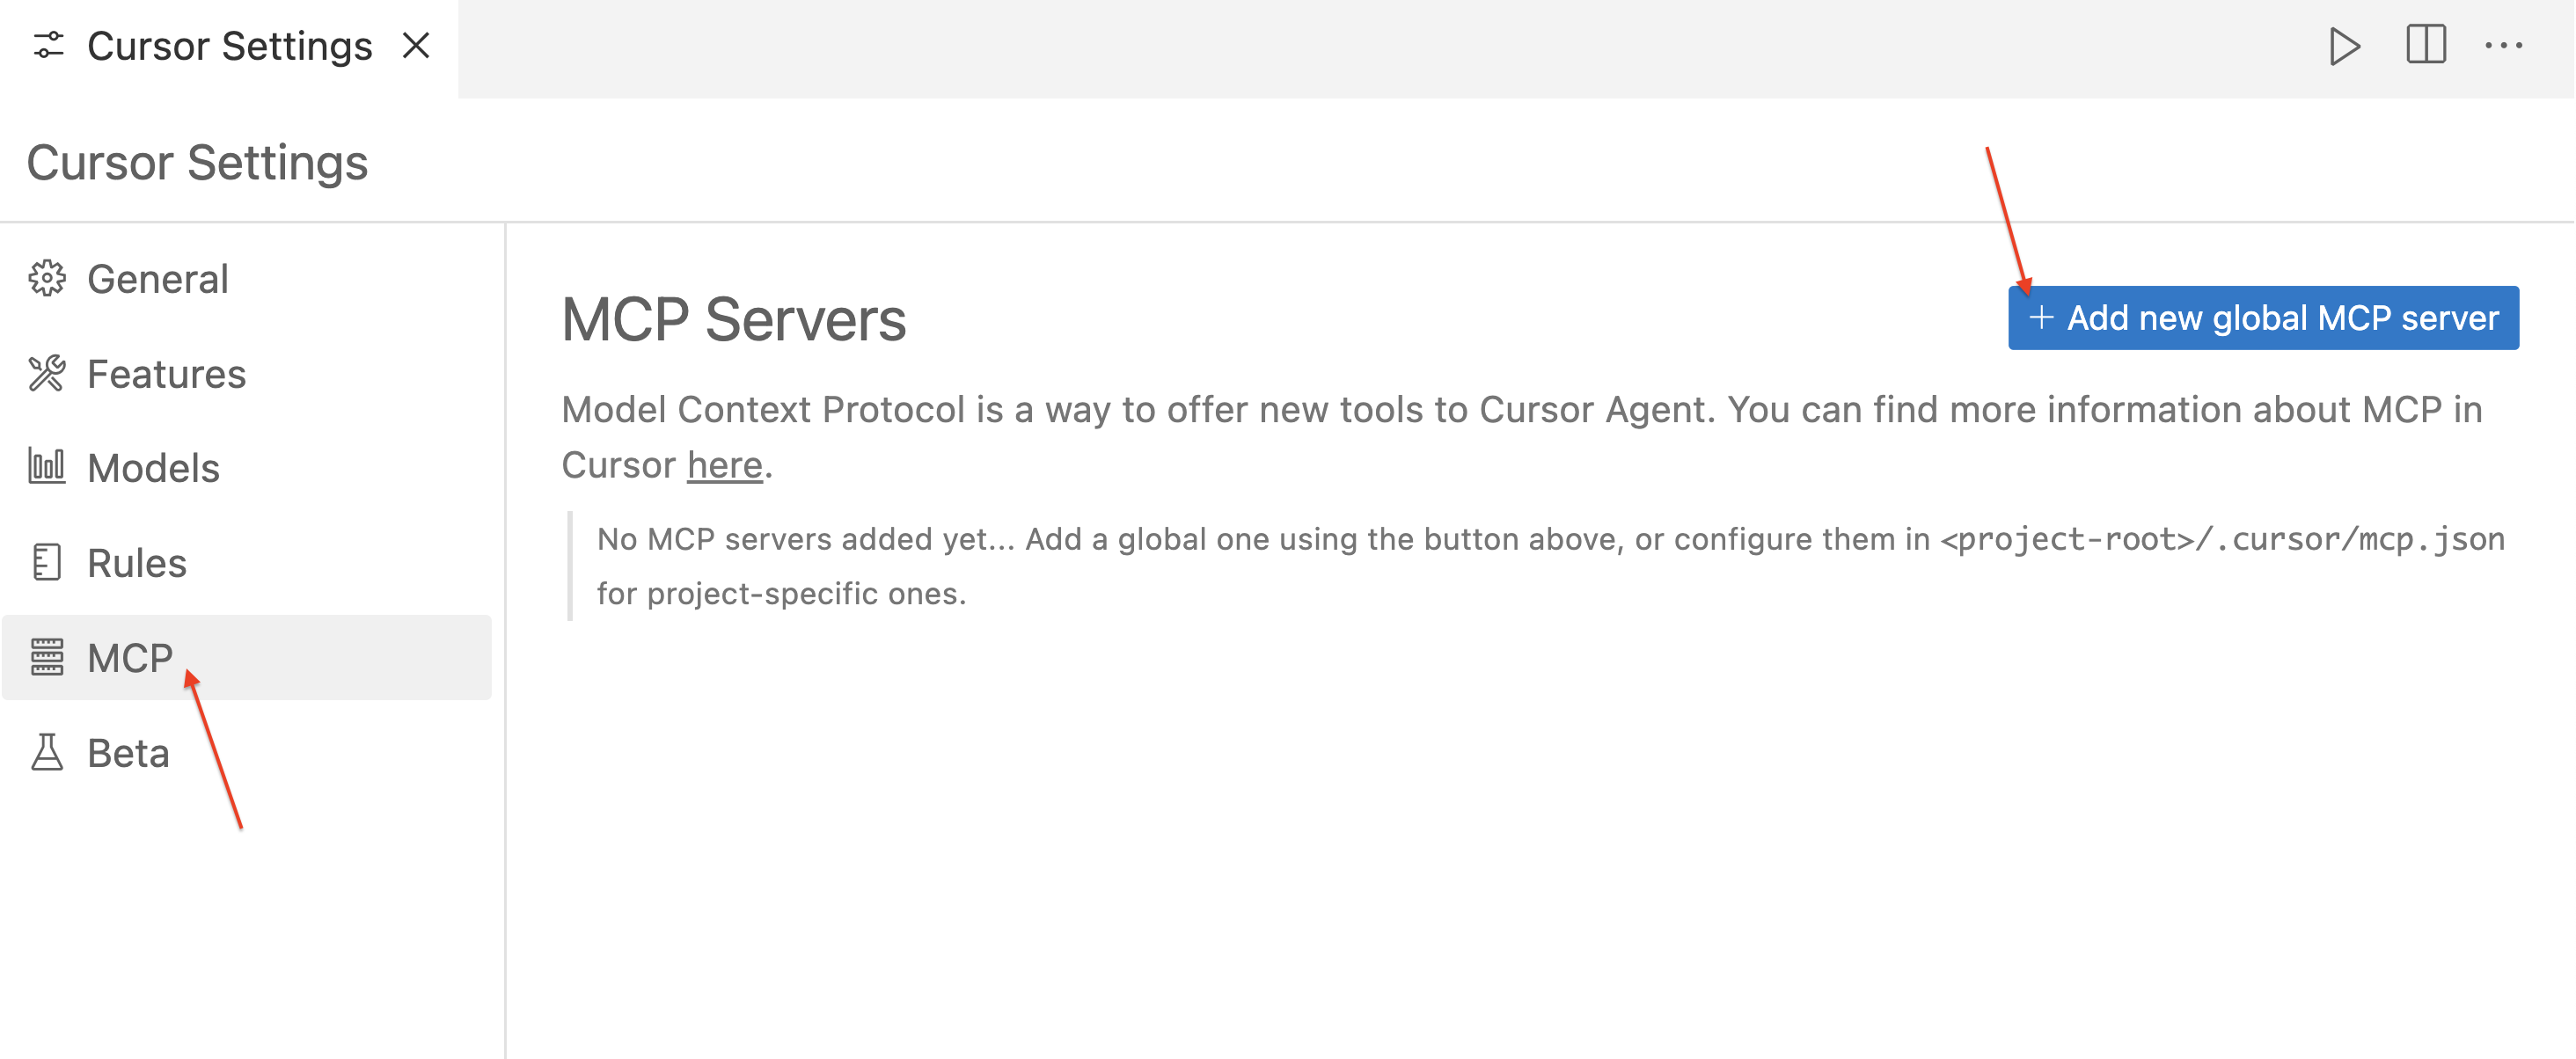 Cursor Settings
Cursor Settings
General
Features
Models
Rules
MCP
Beta
MCP Servers
+ Add new global MCP server
Model Context Protocol is a way to offer new tools to Cursor Agent. You can find more information about MCP in
Cursor here.
No MCP servers added yet... Add a global one using the button above, or configure them in <project-root>/.cursor/mcp.json
for project-specific ones.